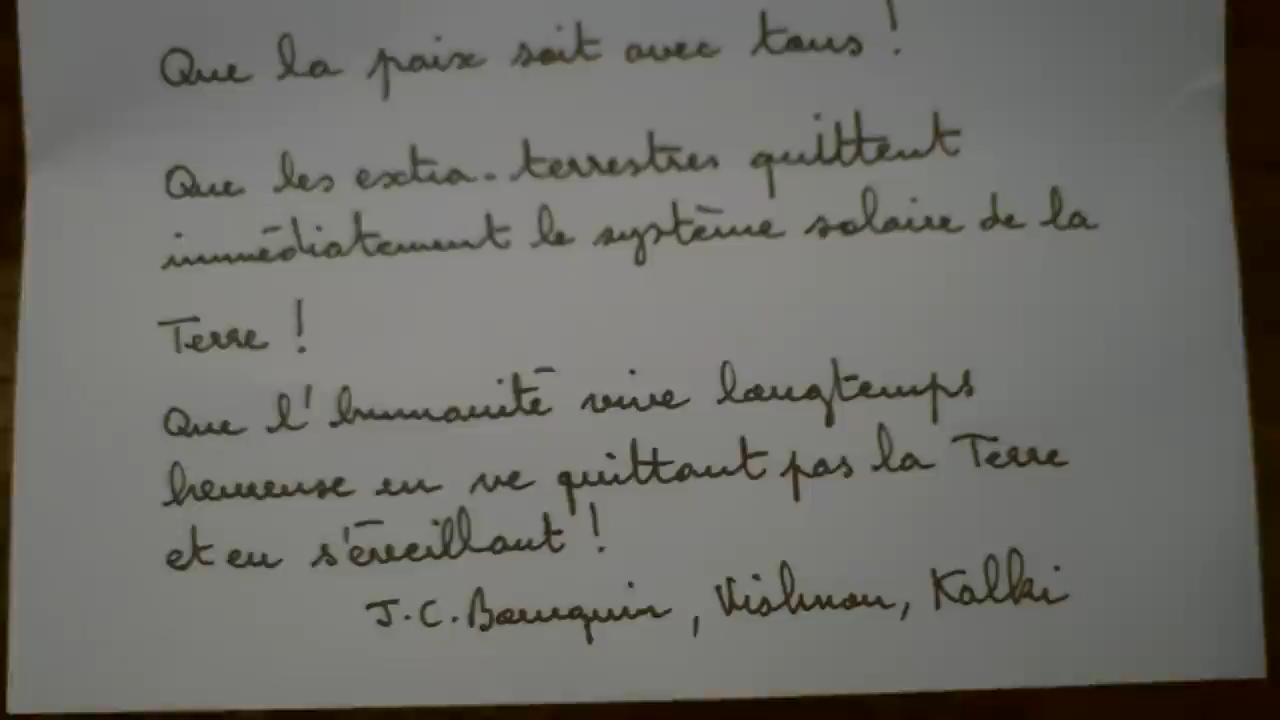 Que la paix soit avec tous !
Que les extra-terrestres quittent
immédiatement le système solaire de la
Terre !
Que l'humanité vive longtemps
heureuse en ne quittant pas la Terre
et en s'éveillant !
J.C. Bourquin, Vishnou, Kalki